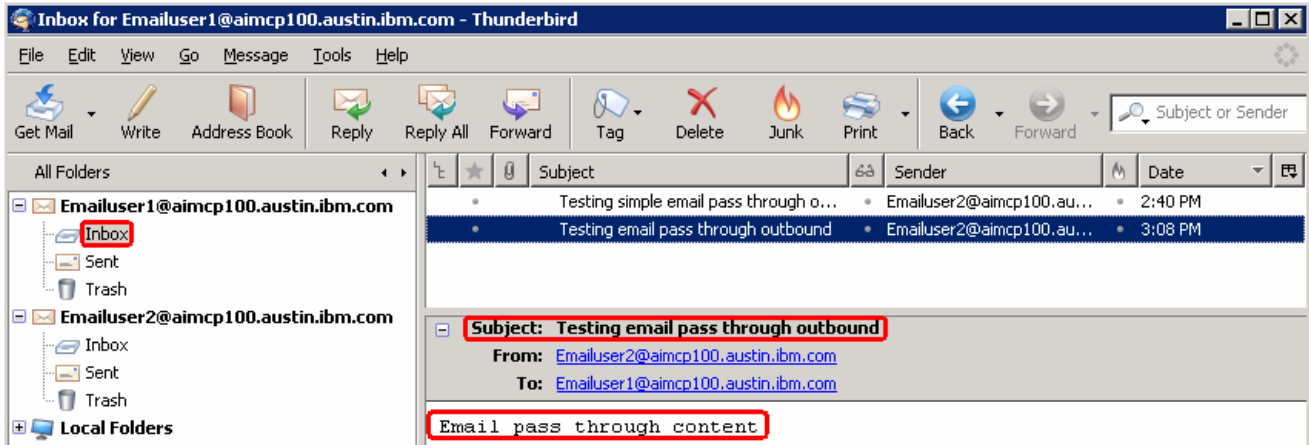 Inbox for Emailuser1@aimcp100.austin.ibm.com - Thunderbird
File Edit View Go Message Tools Help
Get Mail Write Address Book Reply Reply All Forward Tag Delete Junk Print Back Forward Subject or Sender
All Folders Subject Sender Date
Emailuser1@aimcp100.austin.ibm.com Testing simple email pass through o... Emailuser2@aimcp100.au... 2:40 PM
Inbox Testing email pass through outbound Emailuser2@aimcp100.au... 3:08 PM
Sent
Trash
Emailuser2@aimcp100.austin.ibm.com
Inbox
Sent
Trash
Local Folders
Subject: Testing email pass through outbound
From: Emailuser2@aimcp100.austin.ibm.com
To: Emailuser1@aimcp100.austin.ibm.com
Email pass through content